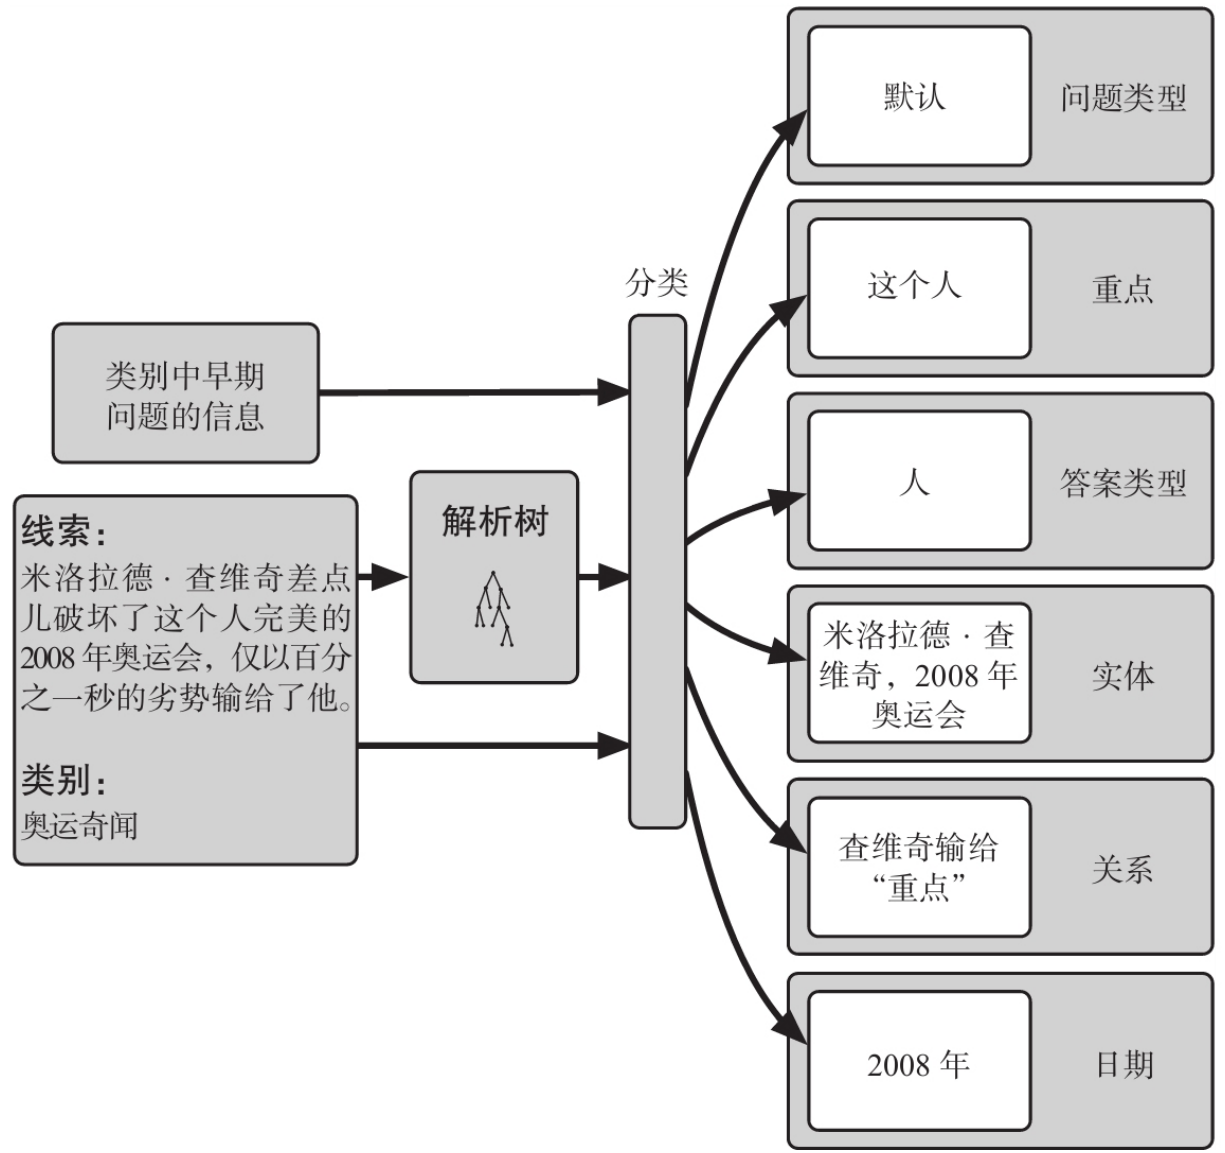 类别中早期
问题的信息
线索：
米洛拉德·查维奇差点
儿破坏了这个人完美的
2008 年奥运会，仅以百分
之一秒的劣势输给了他。
类别：
奥运奇闻
解析树
分类
默认
问题类型
这个人
重点
人
答案类型
米洛拉德·查
维奇，2008 年
奥运会
实体
查维奇输给
“重点”
关系
2008 年
日期